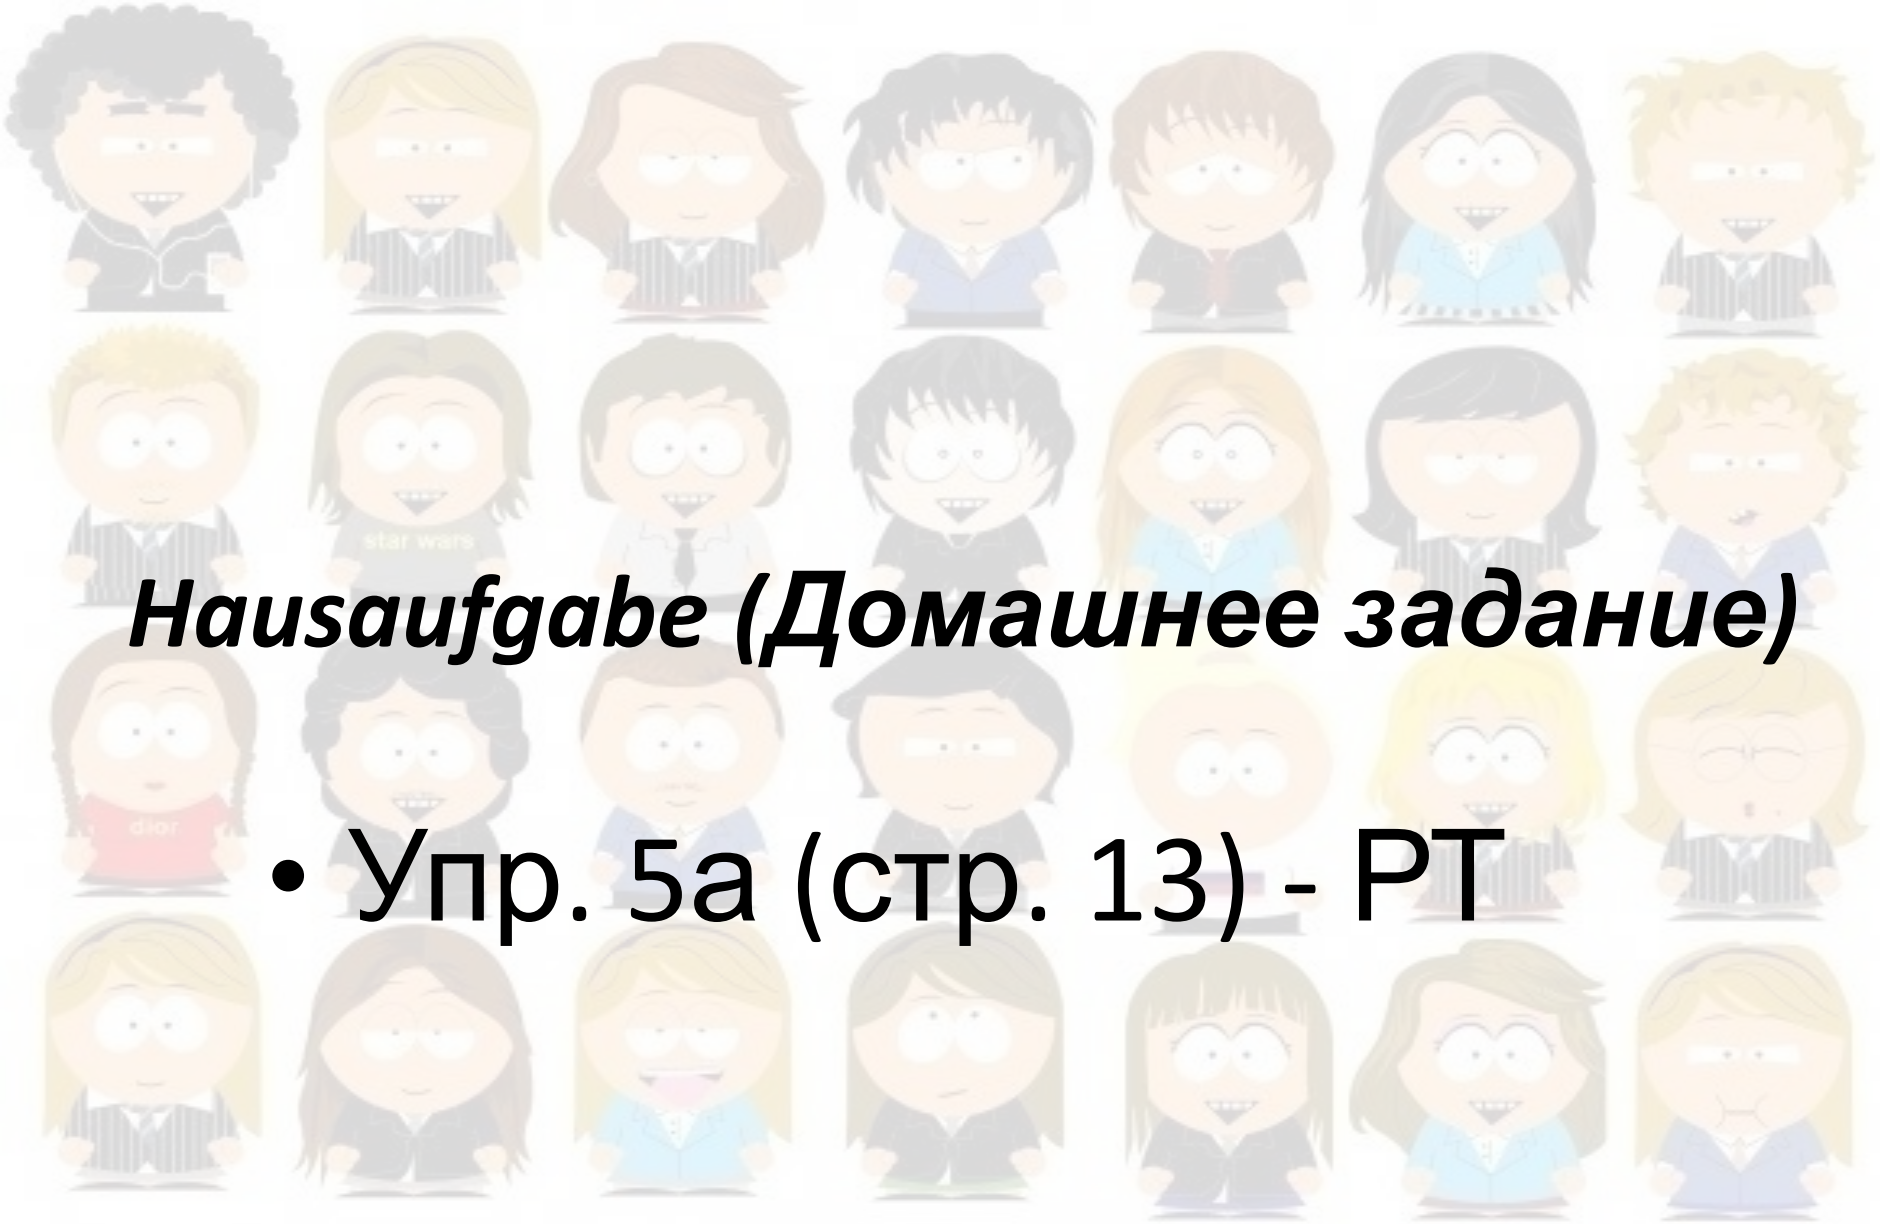 star wars
Hausaufgabe (Домашнее задание)
dior
• Упр. 5а (стр. 13) - РТ